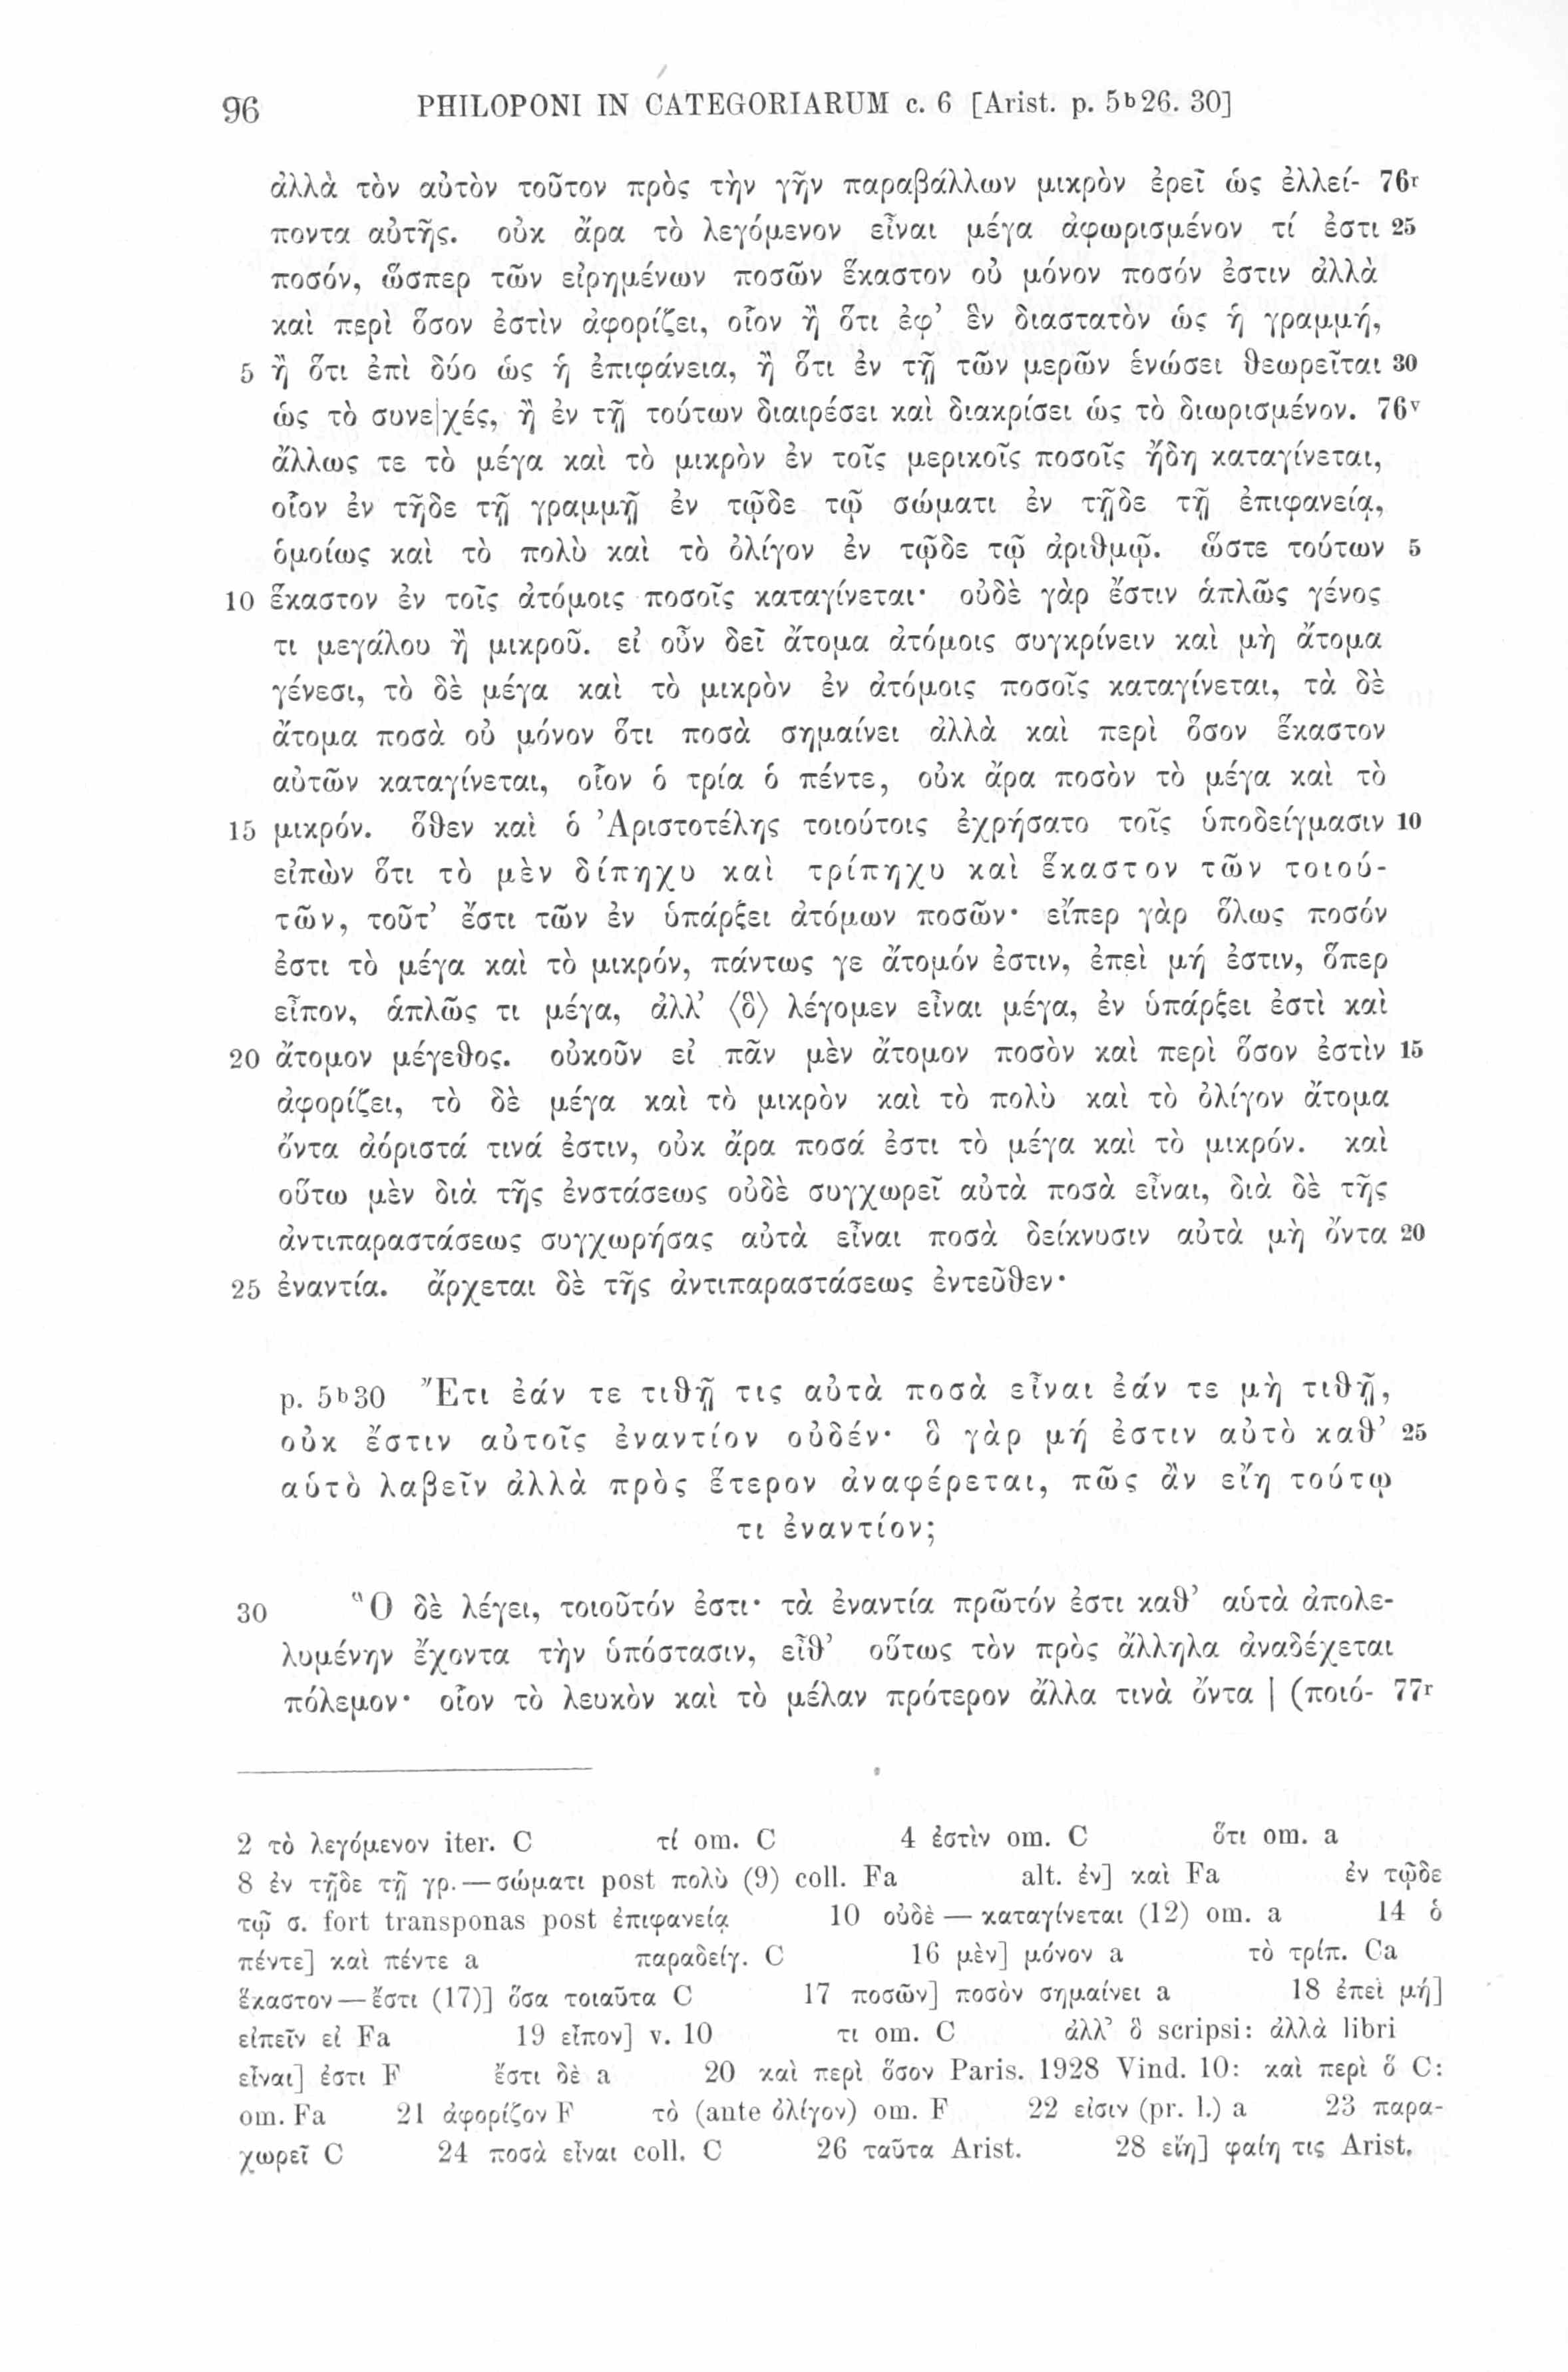 96 PHILOPONI IN CATEGORIARUM c. 6 [Arist. p. 5b26. 30]
ἀλλὰ τὸν αὐτὸν τοῦτον πρὸς τὴν γῆν παραβάλλων μικρὸν ἐρεῖ ὡς ἐλλεί- 76r
ποντα αὐτῆς. οὐκ ἄρα τὸ λεγόμενον εἶναι μέγα ἀφωρισμένον τί ἐστι 25
ποσόν, ὥσπερ τῶν εἰρημένων ποσῶν ἕκαστον οὐ μόνον ποσόν ἐστιν ἀλλὰ
καὶ περὶ ὅσον ἐστὶν ἀφορίζει, οἷον ἢ ὅτι ἐφ’ ἓν διαστατὸν ὡς ἡ γραμμή,
5 ἢ ὅτι ἐπὶ δύο ὡς ἡ ἐπιφάνεια, ἢ ὅτι ἐν τῇ τῶν μερῶν ἑνώσει θεωρεῖται 30
ὡς τὸ συνε|χές, ἢ ἐν τῇ τούτων διαιρέσει καὶ διακρίσει ὡς τὸ διωρισμένον. 76v
ἄλλως τε τὸ μέγα καὶ τὸ μικρὸν ἐν τοῖς μερικοῖς ποσοῖς ἤδη καταγίνεται,
οἷον ἐν τῇδε τῇ γραμμῇ ἐν τῷδε τῷ σώματι ἐν τῇδε τῇ ἐπιφανείᾳ,
ὁμοίως καὶ τὸ πολὺ καὶ τὸ ὀλίγον ἐν τῷδε τῷ ἀριθμῷ. ὥστε τούτων 5
10 ἕκαστον ἐν τοῖς ἀτόμοις ποσοῖς καταγίνεται· οὐδὲ γὰρ ἔστιν ἁπλῶς γένος
τι μεγάλου ἢ μικροῦ. εἰ οὖν δεῖ ἄτομα ἀτόμοις συγκρίνειν καὶ μὴ ἄτομα
γένεσι, τὸ δὲ μέγα καὶ τὸ μικρὸν ἐν ἀτόμοις ποσοῖς καταγίνεται, τὰ δὲ
ἄτομα ποσὰ οὐ μόνον ὅτι ποσὰ σημαίνει ἀλλὰ καὶ περὶ ὅσον ἕκαστον
αὐτῶν καταγίνεται, οἷον ὁ τρία ὁ πέντε, οὐκ ἄρα ποσὸν τὸ μέγα καὶ τὸ
15 μικρόν. ὅθεν καὶ ὁ Ἀριστοτέλης τοιούτοις ἐχρήσατο τοῖς ὑποδείγμασιν 10
εἰπὼν ὅτι τὸ μὲν δίπηχυ καὶ τρίπηχυ καὶ ἕκαστον τῶν τοιού-
των, τοῦτ’ ἔστι τῶν ἐν ὑπάρξει ἀτόμων ποσῶν· εἴπερ γὰρ ὅλως ποσόν
ἐστι τὸ μέγα καὶ τὸ μικρόν, πάντως γε ἄτομόν ἐστιν, ἐπεὶ μή ἐστιν, ὅπερ
εἶπον, ἁπλῶς τι μέγα, ἀλλ’ ⟨ὃ⟩ λέγομεν εἶναι μέγα, ἐν ὑπάρξει ἐστὶ καὶ
20 ἄτομον μέγεθος. οὐκοῦν εἰ πᾶν μὲν ἄτομον ποσὸν καὶ περὶ ὅσον ἐστὶν 15
ἀφορίζει, τὸ δὲ μέγα καὶ τὸ μικρὸν καὶ τὸ πολὺ καὶ τὸ ὀλίγον ἄτομα
ὄντα ἀόριστά τινά ἐστιν, οὐκ ἄρα ποσά ἐστι τὸ μέγα καὶ τὸ μικρόν. καὶ
οὕτω μὲν διὰ τῆς ἐνστάσεως οὐδὲ συγχωρεῖ αὐτὰ ποσὰ εἶναι, διὰ δὲ τῆς
ἀντιπαραστάσεως συγχωρήσας αὐτὰ εἶναι ποσὰ δείκνυσιν αὐτὰ μὴ ὄντα 20
25 ἐναντία. ἄρχεται δὲ τῆς ἀντιπαραστάσεως ἐντεῦθεν·
p. 5b30 Ἔτι ἐάν τε τιθῇ τις αὐτὰ ποσὰ εἶναι ἐάν τε μὴ τιθῇ,
οὐκ ἔστιν αὐτοῖς ἐναντίον οὐδέν· ὃ γὰρ μή ἐστιν αὐτὸ καθ’ 25
αὑτὸ λαβεῖν ἀλλὰ πρὸς ἕτερον ἀναφέρεται, πῶς ἂν εἴη τούτῳ
τι ἐναντίον;
30 Ὃ δὲ λέγει, τοιοῦτόν ἐστι· τὰ ἐναντία πρῶτόν ἐστι καθ’ αὑτὰ ἀπολε-
λυμένην ἔχοντα τὴν ὑπόστασιν, εἶθ’ οὕτως τὸν πρὸς ἄλληλα ἀναδέχεται
πόλεμον· οἷον τὸ λευκὸν καὶ τὸ μέλαν πρότερον ἄλλα τινὰ ὄντα | (ποιό- 77r
2 τὸ λεγόμενον iter. C τί om. C 4 ἐστὶν om. C ὅτι om. a
8 ἐν τῇδε τῇ γρ. — σώματι post πολὺ (9) coll. Fa alt. ἐν] καὶ Fa ἐν τῷδε
τῷ σ. fort transponas post ἐπιφανείᾳ 10 οὐδὲ — καταγίνεται (12) om. a 14 ὁ
πέντε] καὶ πέντε a παραδείγ. C 16 μὲν] μόνον a τὸ τρίπ. Ca
ἕκαστον — ἔστι (17)] ὅσα τοιαῦτα C 17 ποσῶν] ποσὸν σημαίνει a 18 ἐπεὶ μή]
εἰπεῖν εἰ Fa 19 εἶπον] v. 10 τι om. C ἀλλ’ ὃ scripsi: ἀλλὰ libri
εἶναι] ἐστι F ἔστι δὲ a 20 καὶ περὶ ὅσον Paris. 1928 Vind. 10: καὶ περὶ ὃ C:
om. Fa 21 ἀφορίζον F τὸ (ante ὀλίγον) om. F 22 εἰσιν (pr. l.) a 23 παρα-
χωρεῖ C 24 ποσὰ εἶναι coll. C 26 ταῦτα Arist. 28 εἴη] φαίη τις Arist.